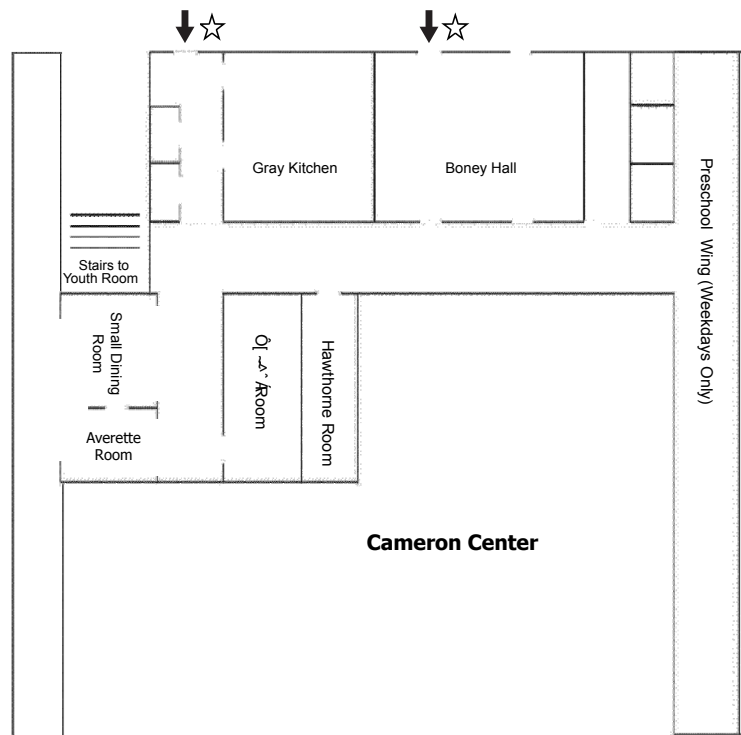 Gray Kitchen
Boney Hall
Preschool Wing (Weekdays Only)
Stairs to
Youth Room
Small Dining
Room
Room
Hawthorne Room
Averette
Room
Cameron Center